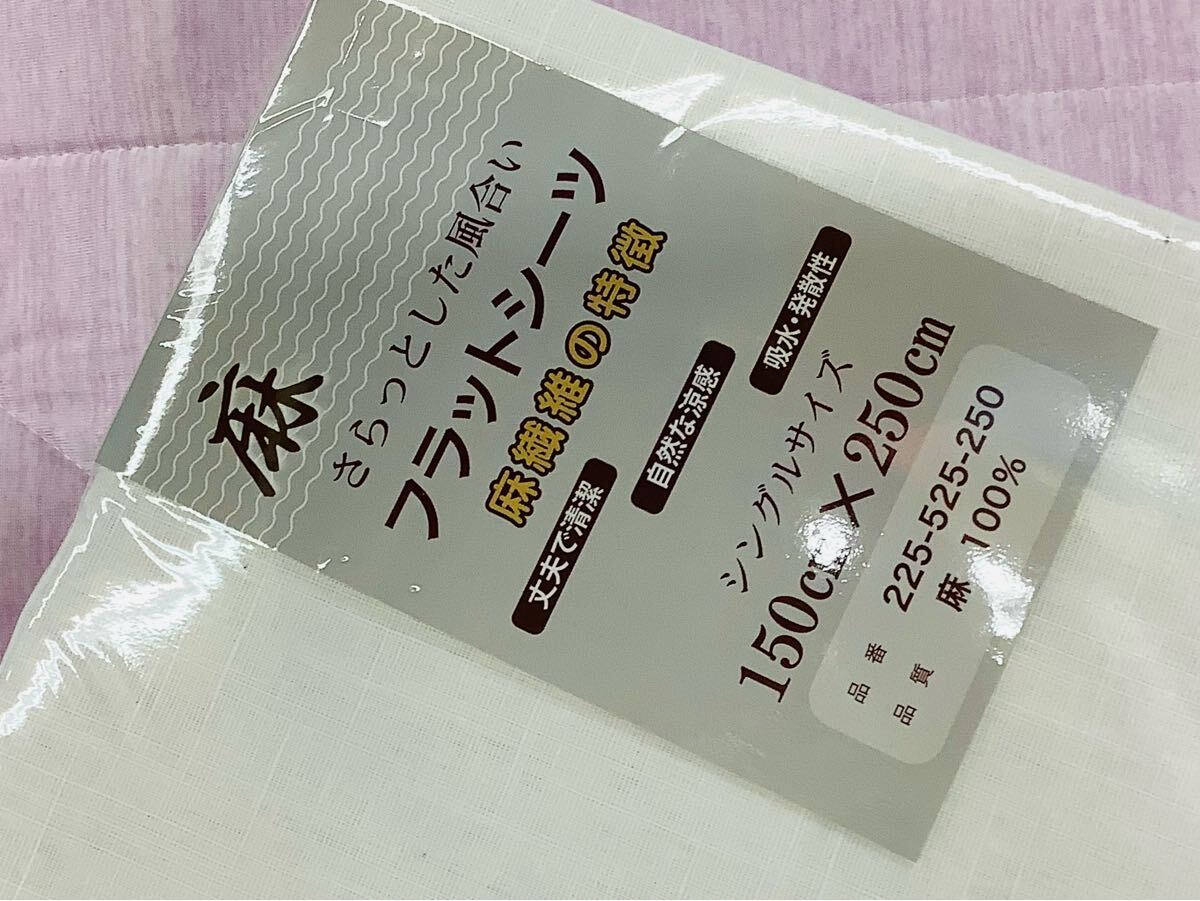 麻
さらっとした風合い
フラットシーツ
麻繊維の特徴
丈夫で清潔
自然な涼感
吸水・発散性
シングルサイズ
150cm×250cm
品番 225-525-250
品質 麻 100%